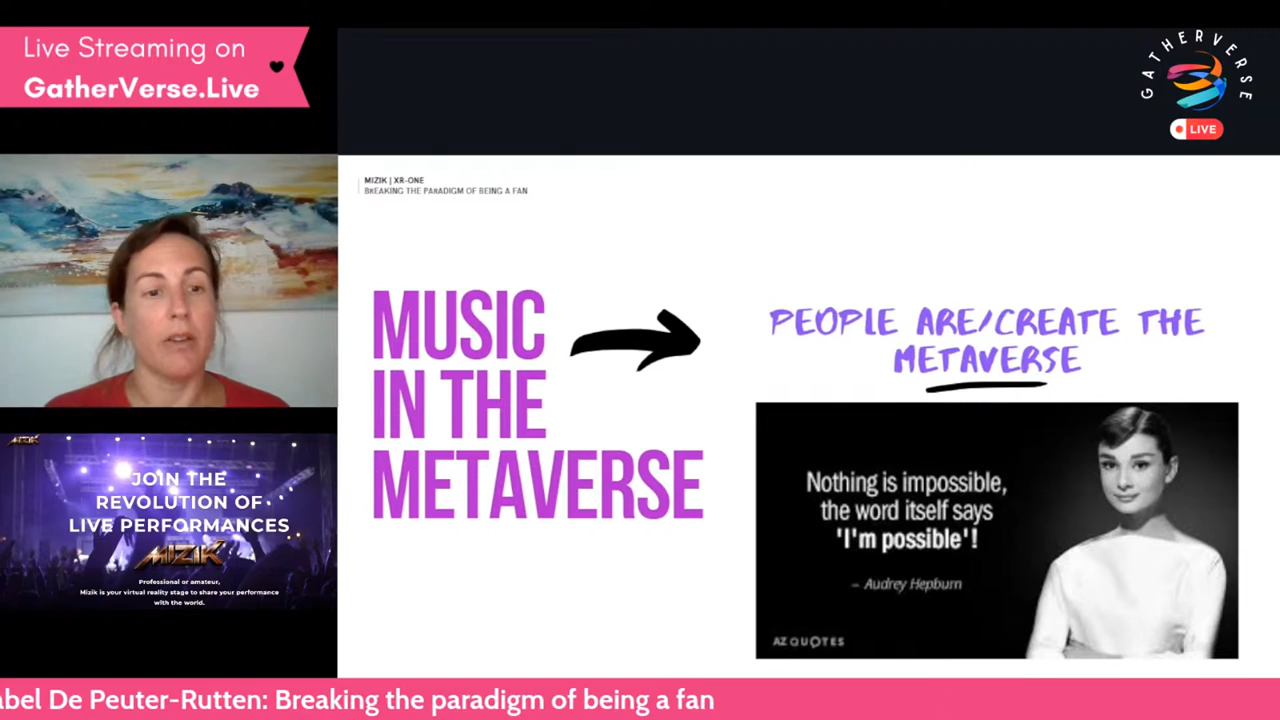 Live Streaming on
GatherVerse.Live
GATHERVERSE
LIVE
MIZIK | XR-ONE
BREAKING THE PARADIGM OF BEING A FAN
MUSIC
IN THE
METAVERSE
PEOPLE ARE/CREATE THE
METAVERSE
Nothing is impossible,
the word itself says
'I'm possible'!
– Audrey Hepburn
AZ QUOTES
MIZIK
JOIN THE
REVOLUTION OF
LIVE PERFORMANCES
MIZIK
Professional or amateur,
Mizik is your virtual reality stage to share your performance
with the world.
abel De Peuter-Rutten: Breaking the paradigm of being a fan